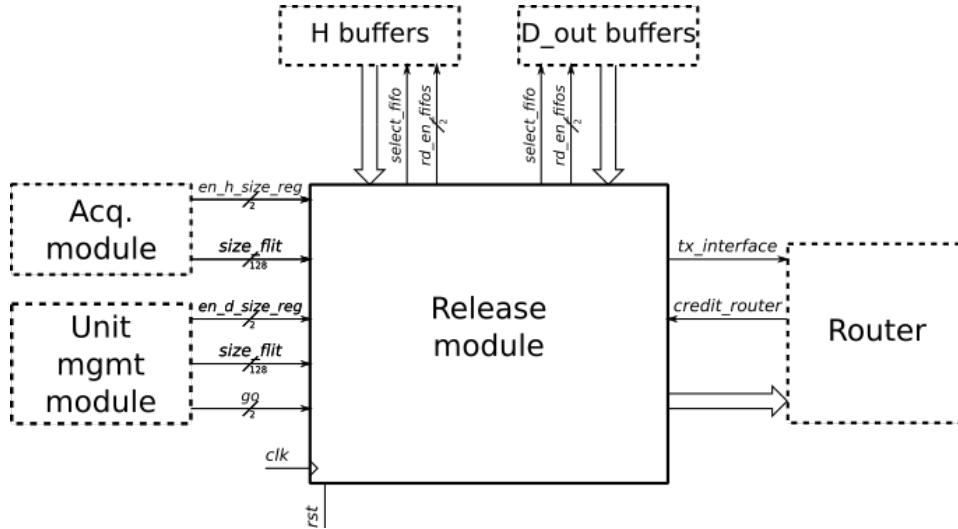 H buffers
D_out buffers
select_fifo
rd_en_fifos
2
select_fifo
rd_en_fifos
2
Acq.
module
en_h_size_reg
2
size_flit
128
Unit
mgmt
module
en_d_size_reg
2
size_flit
128
go
2
clk
rst
Release
module
tx_interface
credit_router
Router